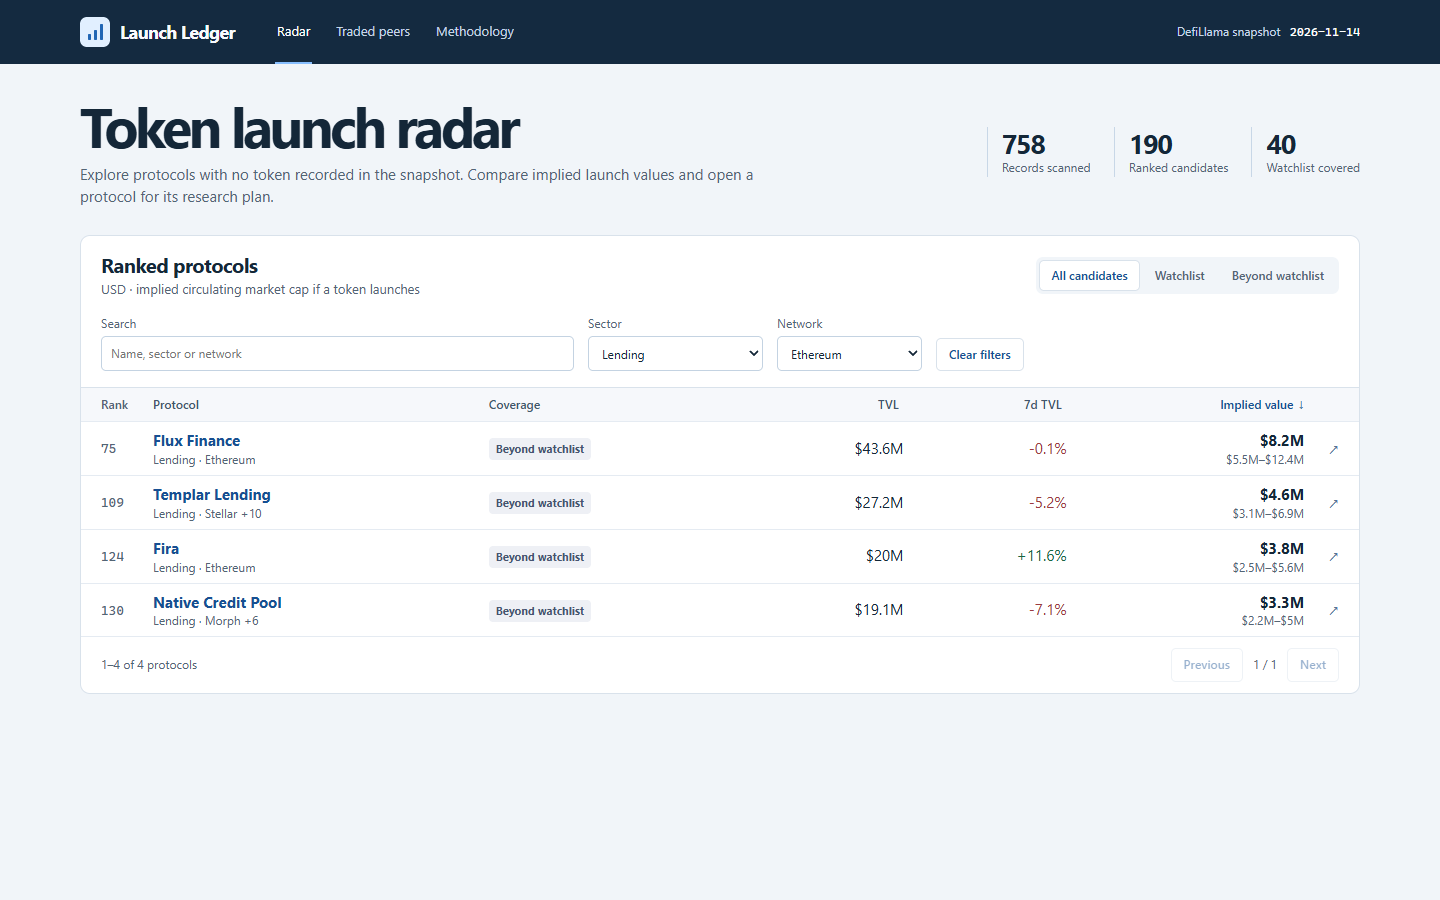 Launch Ledger
Radar
Traded peers
Methodology
DefiLlama snapshot 2026-11-14
Token launch radar
Explore protocols with no token recorded in the snapshot. Compare implied launch values and open a
protocol for its research plan.
758
Records scanned
190
Ranked candidates
40
Watchlist covered
Ranked protocols
USD · implied circulating market cap if a token launches
All candidates
Watchlist
Beyond watchlist
Search
Name, sector or network
Sector
Lending
Network
Ethereum
Clear filters
Rank Protocol Coverage TVL 7d TVL Implied value ↓
75 Flux Finance Beyond watchlist $43.6M -0.1% $8.2M ↗
Lending · Ethereum $5.5M–$12.4M
109 Templar Lending Beyond watchlist $27.2M -5.2% $4.6M ↗
Lending · Stellar +10 $3.1M–$6.9M
124 Fira Beyond watchlist $20M +11.6% $3.8M ↗
Lending · Ethereum $2.5M–$5.6M
130 Native Credit Pool Beyond watchlist $19.1M -7.1% $3.3M ↗
Lending · Morph +6 $2.2M–$5M
1–4 of 4 protocols
Previous
1 / 1
Next